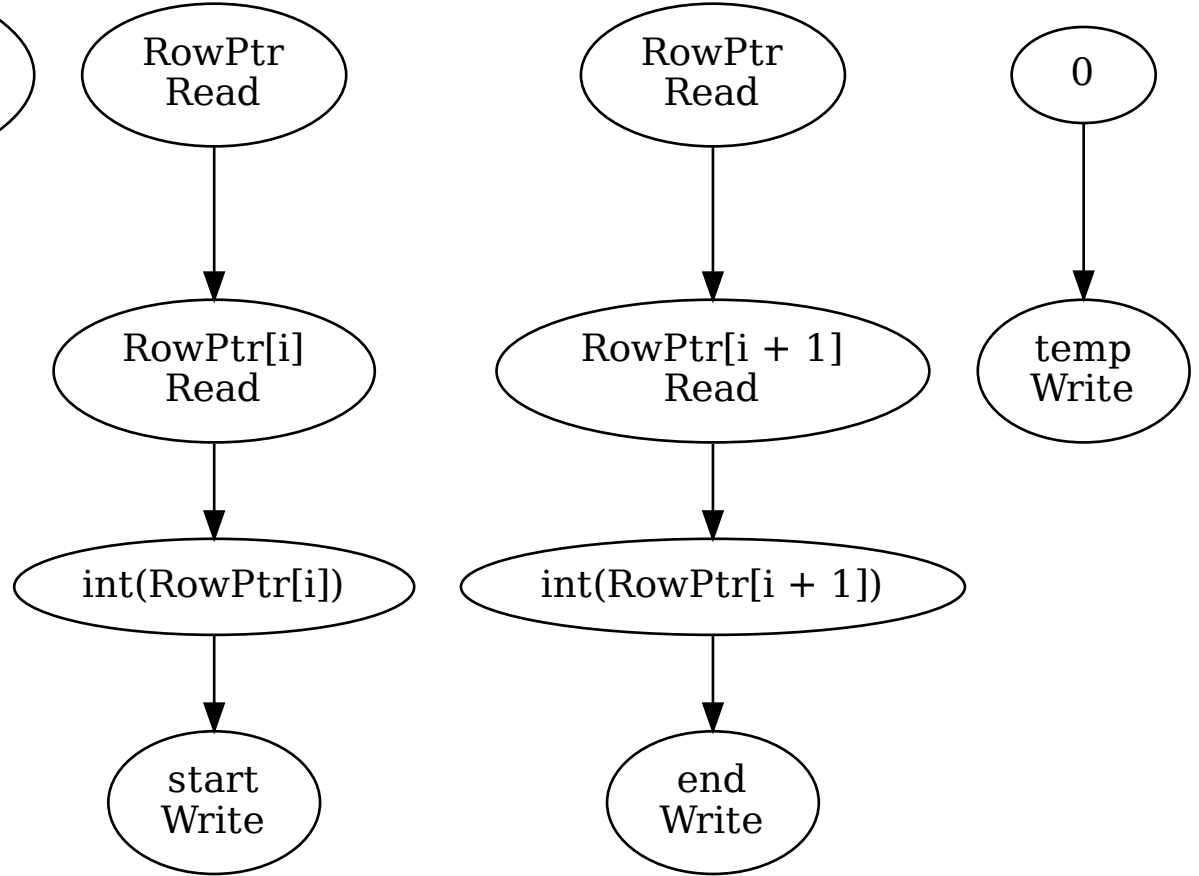 RowPtr
Read
RowPtr
Read
0
RowPtr[i]
Read
RowPtr[i + 1]
Read
temp
Write
int(RowPtr[i])
int(RowPtr[i + 1])
start
Write
end
Write